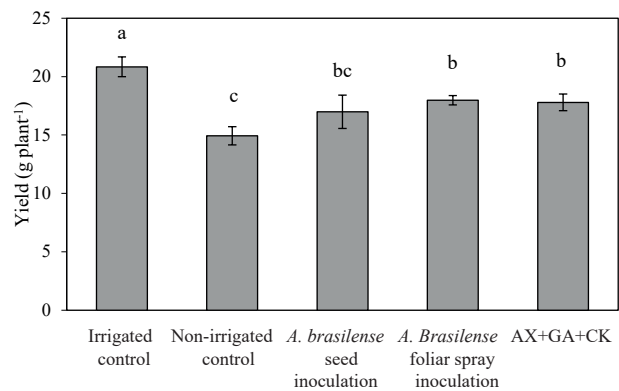 25
20
15
10
5
0
Yield (g plant⁻¹)
a
c
bc
b
b
Irrigated control
Non-irrigated control
A. brasilense seed inoculation
A. Brasilense foliar spray inoculation
AX+GA+CK